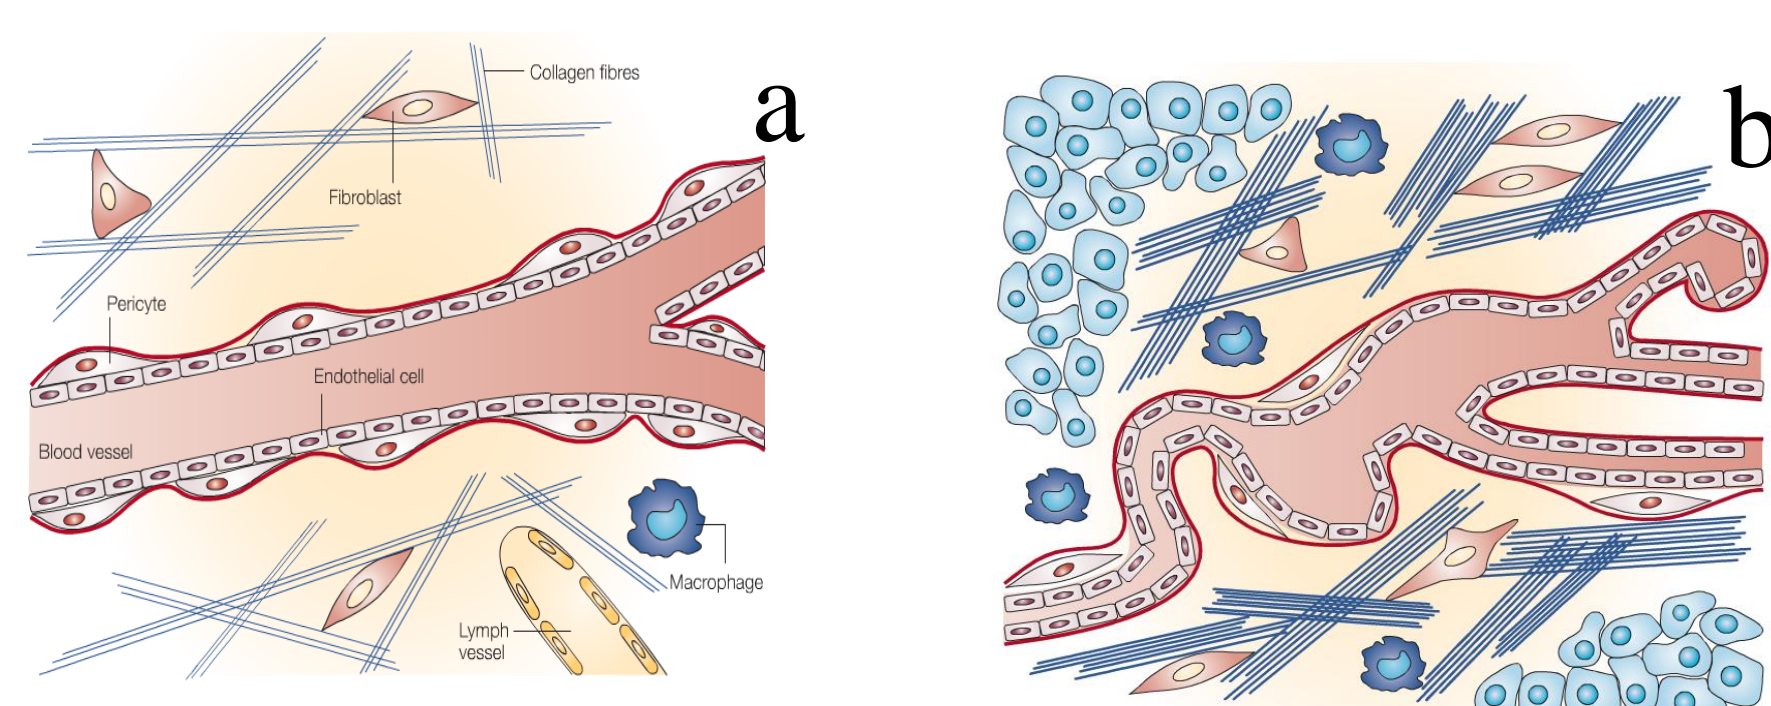 Collagen fibres
a
b
Fibroblast
Pericyte
Endothelial cell
Blood vessel
Macrophage
Lymph
vessel